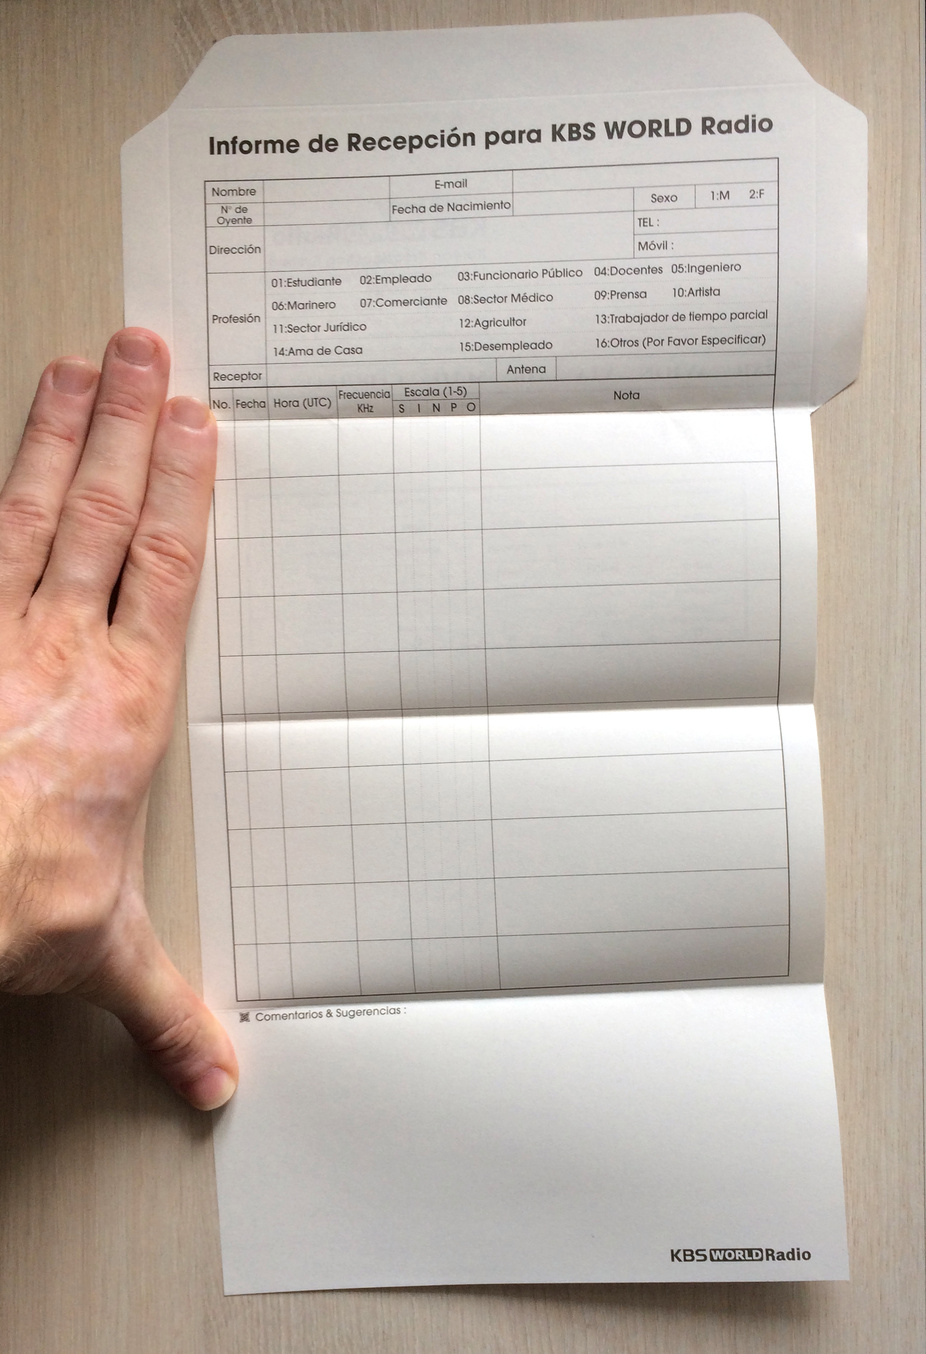 Informe de Recepción para KBS WORLD Radio
Nombre E-mail
N° de Oyente Fecha de Nacimiento Sexo 1:M 2:F
Dirección TEL :
Móvil :
Profesión
01:Estudiante 02:Empleado 03:Funcionario Público 04:Docentes 05:Ingeniero
06:Marinero 07:Comerciante 08:Sector Médico 09:Prensa 10:Artista
11:Sector Jurídico 12:Agricultor 13:Trabajador de tiempo parcial
14:Ama de Casa 15:Desempleado 16:Otros (Por Favor Especificar)
Receptor Antena
No. Fecha Hora (UTC) Frecuencia KHz Escala (1-5) Nota
S I N P O
Comentarios & Sugerencias :
KBS WORLD Radio